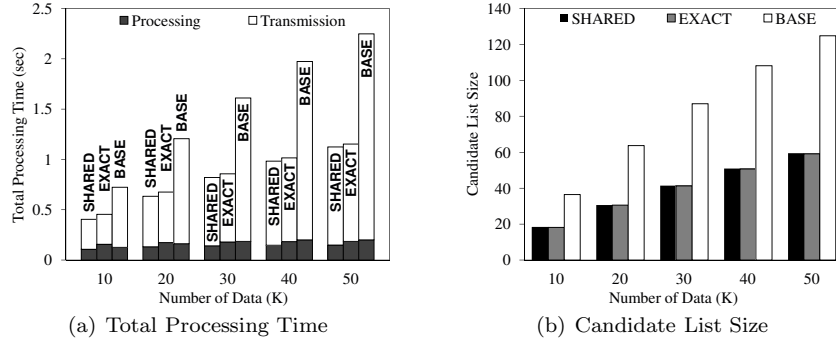 Total Processing Time (sec)
2.5
2
1.5
1
0.5
0
Processing
Transmission
SHARED
EXACT
BASE
SHARED
EXACT
BASE
SHARED
EXACT
BASE
SHARED
EXACT
BASE
SHARED
EXACT
BASE
10 20 30 40 50
Number of Data (K)
(a) Total Processing Time
Candidate List Size
140
120
100
80
60
40
20
0
SHARED EXACT BASE
10 20 30 40 50
Number of Data (K)
(b) Candidate List Size